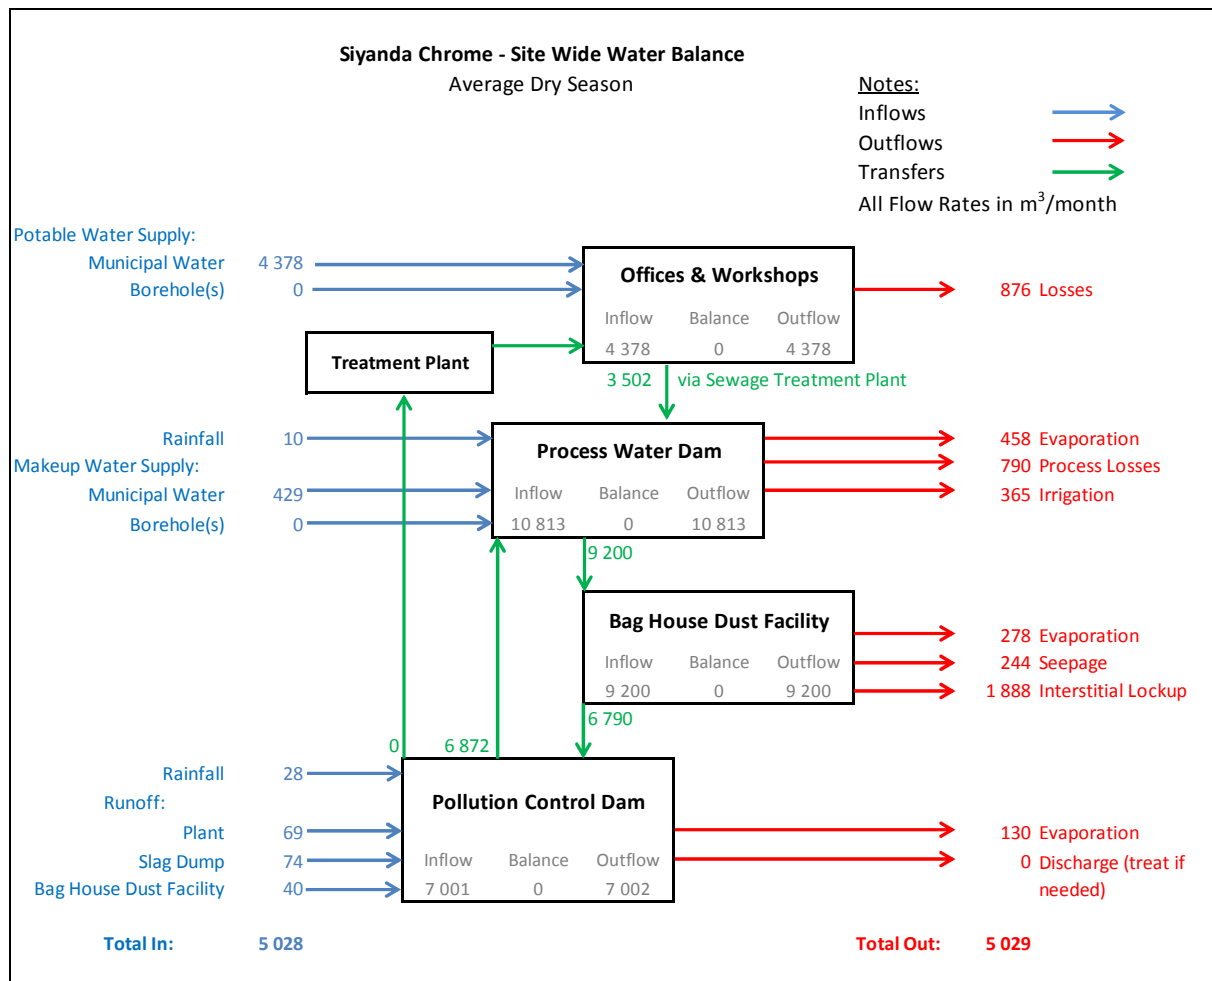 Siyanda Chrome - Site Wide Water Balance
Average Dry Season
Notes:
Inflows
Outflows
Transfers
All Flow Rates in m³/month
Potable Water Supply:
Municipal Water 4 378
Borehole(s) 0
Offices & Workshops
Inflow Balance Outflow
4 378 0 4 378
876 Losses
Treatment Plant
3 502 via Sewage Treatment Plant
Rainfall 10
Makeup Water Supply:
Municipal Water 429
Borehole(s) 0
Process Water Dam
Inflow Balance Outflow
10 813 0 10 813
458 Evaporation
790 Process Losses
365 Irrigation
9 200
Bag House Dust Facility
Inflow Balance Outflow
9 200 0 9 200
278 Evaporation
244 Seepage
1 888 Interstitial Lockup
6 790
0 6 872
Rainfall 28
Runoff:
Plant 69
Slag Dump 74
Bag House Dust Facility 40
Pollution Control Dam
Inflow Balance Outflow
7 001 0 7 002
130 Evaporation
0 Discharge (treat if
needed)
Total In: 5 028
Total Out: 5 029